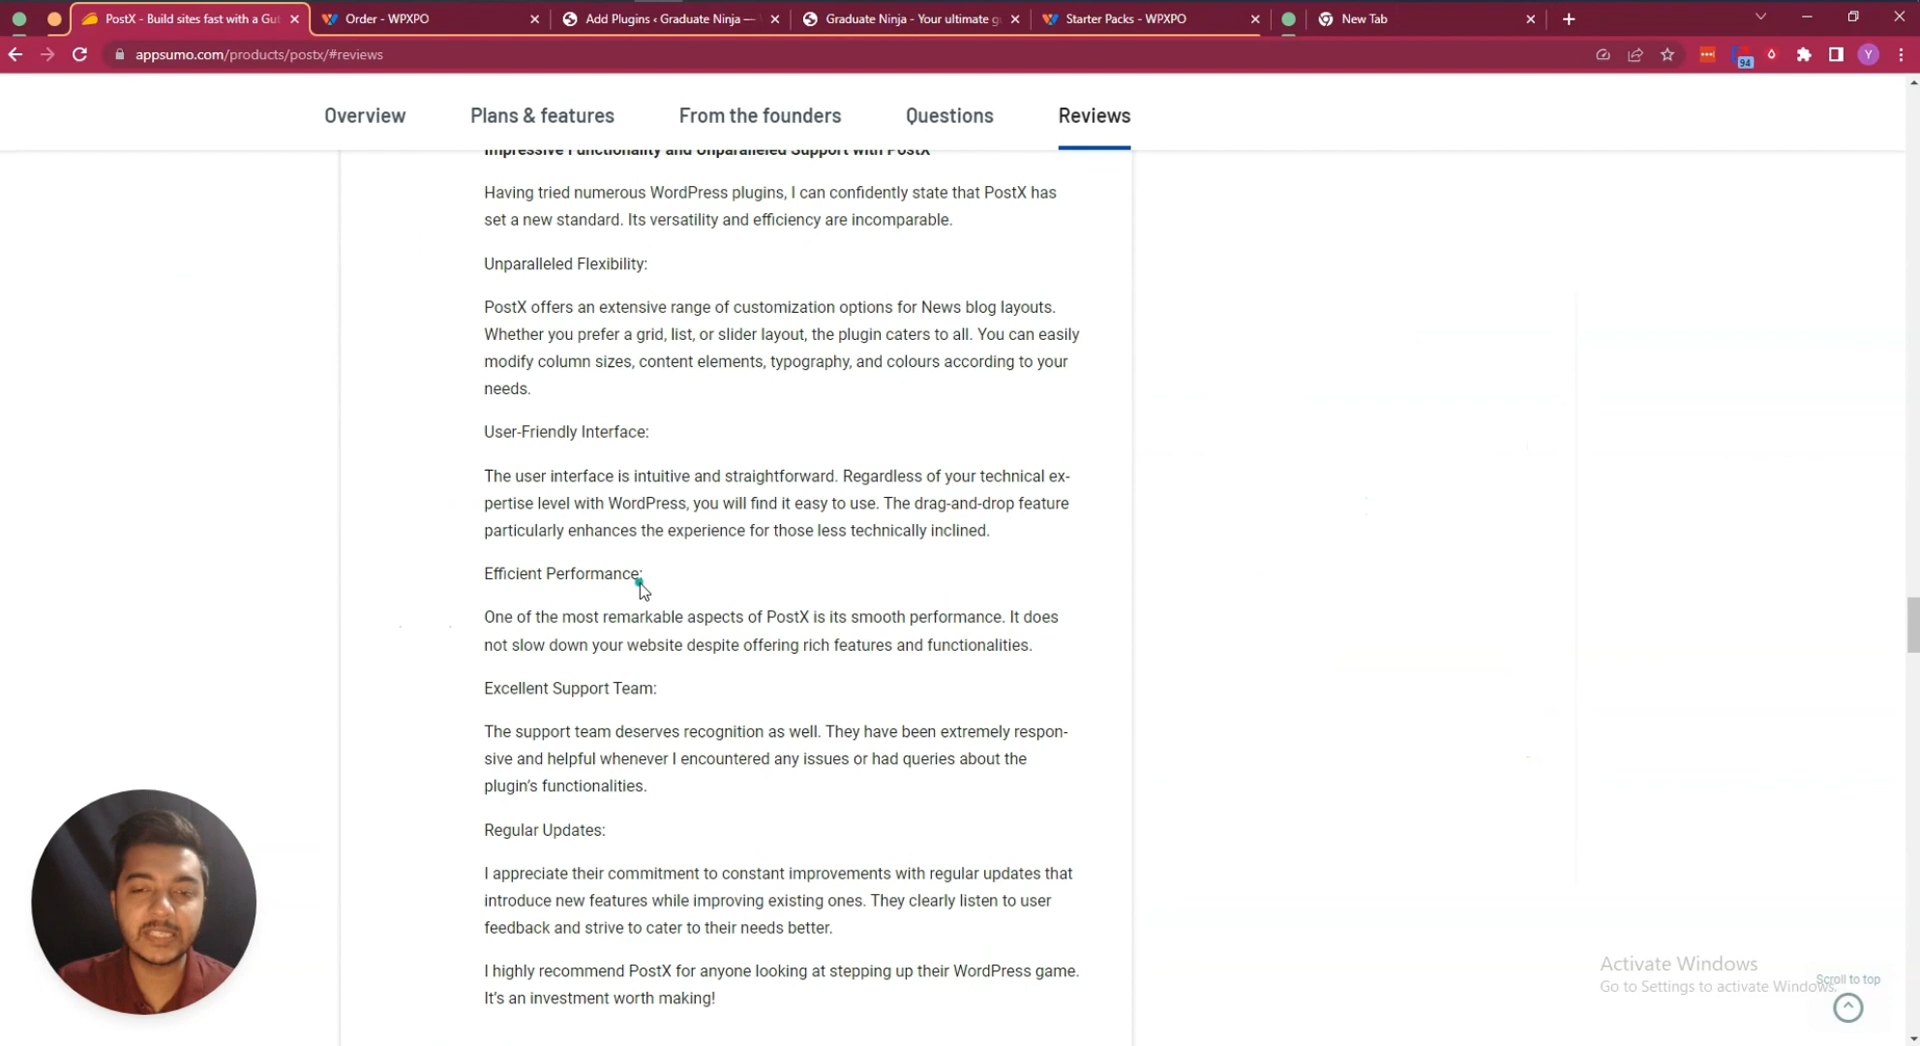 PostX - Build sites fast with a Gut
Order - WPXPO
Add Plugins ‹ Graduate Ninja —
Graduate Ninja - Your ultimate g
Starter Packs - WPXPO
New Tab
appsumo.com/products/postx/#reviews
94
Y
Overview
Plans & features
From the founders
Questions
Reviews
Impressive Functionality and Unparalleled Support with PostX
Having tried numerous WordPress plugins, I can confidently state that PostX has
set a new standard. Its versatility and efficiency are incomparable.
Unparalleled Flexibility:
PostX offers an extensive range of customization options for News blog layouts.
Whether you prefer a grid, list, or slider layout, the plugin caters to all. You can easily
modify column sizes, content elements, typography, and colours according to your
needs.
User-Friendly Interface:
The user interface is intuitive and straightforward. Regardless of your technical ex-
pertise level with WordPress, you will find it easy to use. The drag-and-drop feature
particularly enhances the experience for those less technically inclined.
Efficient Performance:
One of the most remarkable aspects of PostX is its smooth performance. It does
not slow down your website despite offering rich features and functionalities.
Excellent Support Team:
The support team deserves recognition as well. They have been extremely respon-
sive and helpful whenever I encountered any issues or had queries about the
plugin's functionalities.
Regular Updates:
I appreciate their commitment to constant improvements with regular updates that
introduce new features while improving existing ones. They clearly listen to user
feedback and strive to cater to their needs better.
I highly recommend PostX for anyone looking at stepping up their WordPress game.
It's an investment worth making!
Activate Windows
Go to Settings to activate Windows.
Scroll to top